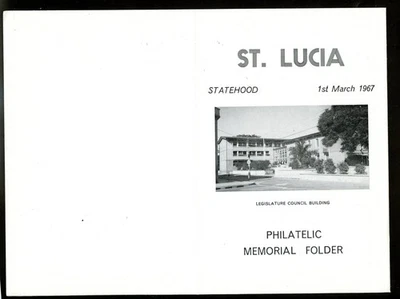 ST. LUCIA
STATEHOOD 1st March 1967
LEGISLATURE COUNCIL BUILDING
PHILATELIC
MEMORIAL FOLDER